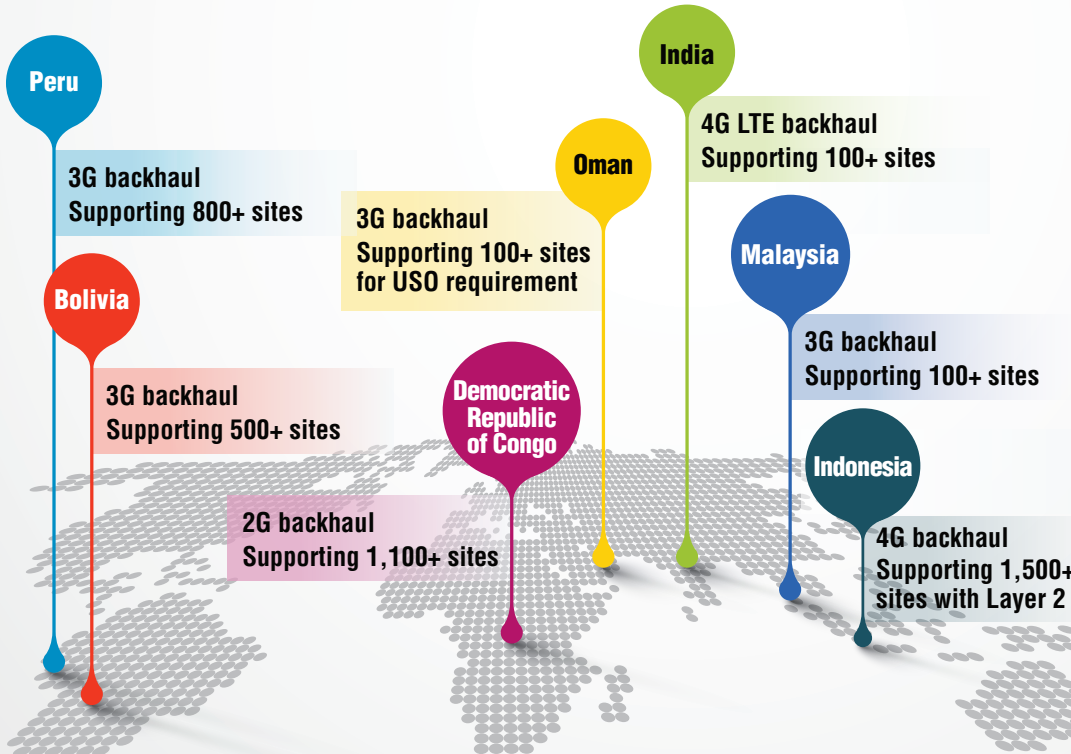 Peru
3G backhaul
Supporting 800+ sites
Bolivia
3G backhaul
Supporting 500+ sites
Democratic
Republic
of Congo
2G backhaul
Supporting 1,100+ sites
Oman
3G backhaul
Supporting 100+ sites
for USO requirement
India
4G LTE backhaul
Supporting 100+ sites
Malaysia
3G backhaul
Supporting 100+ sites
Indonesia
4G backhaul
Supporting 1,500+
sites with Layer 2